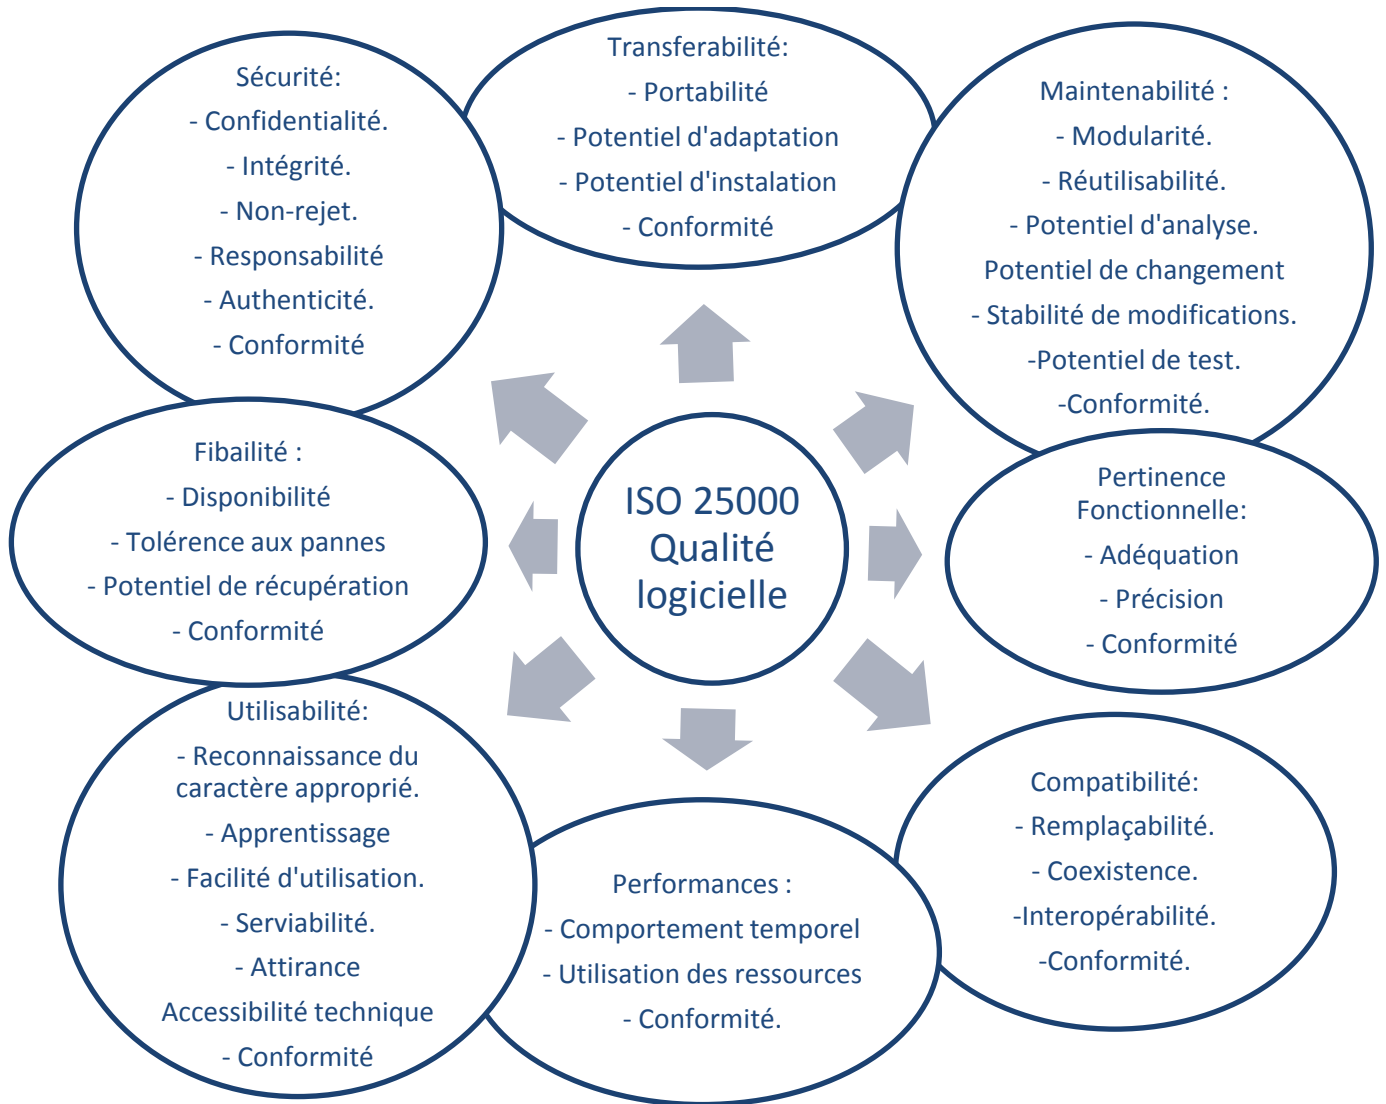 Transferabilité:
- Portabilité
- Potentiel d'adaptation
- Potentiel d'instalation
- Conformité
Maintenabilité :
- Modularité.
- Réutilisabilité.
- Potentiel d'analyse.
Potentiel de changement
- Stabilité de modifications.
-Potentiel de test.
-Conformité.
Pertinence
Fonctionnelle:
- Adéquation
- Précision
- Conformité
Compatibilité:
- Remplaçabilité.
- Coexistence.
-Interopérabilité.
-Conformité.
Performances :
- Comportement temporel
- Utilisation des ressources
- Conformité.
Utilisabilité:
- Reconnaissance du
caractère approprié.
- Apprentissage
- Facilité d'utilisation.
- Serviabilité.
- Attirance
Accessibilité technique
- Conformité
Fibailité :
- Disponibilité
- Tolérence aux pannes
- Potentiel de récupération
- Conformité
Sécurité:
- Confidentialité.
- Intégrité.
- Non-rejet.
- Responsabilité
- Authenticité.
- Conformité
ISO 25000
Qualité
logicielle